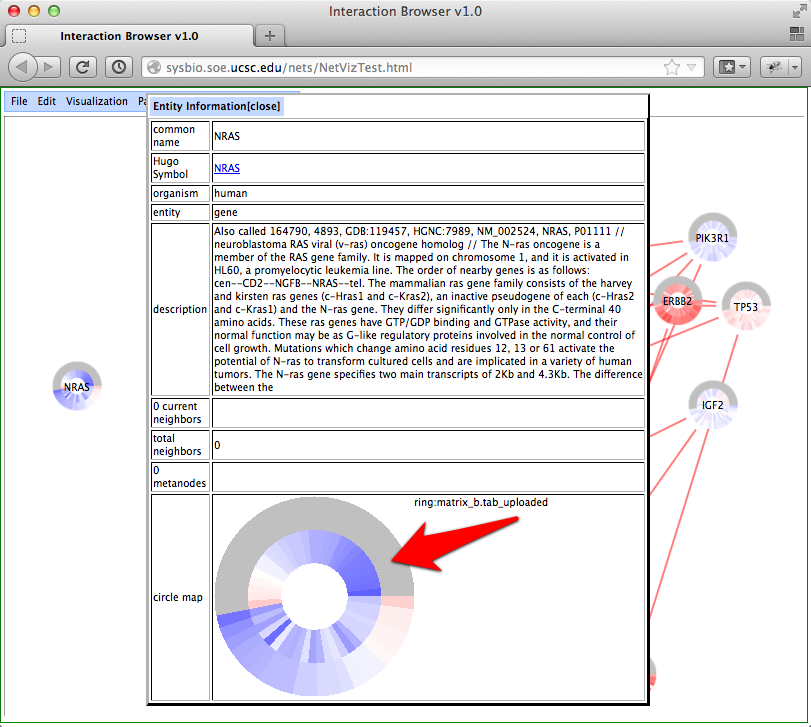 Interaction Browser v1.0
Interaction Browser v1.0
sysbio.soe.ucsc.edu/nets/NetVizTest.html
File Edit Visualization
Entity Information[close]
common
name
NRAS
Hugo
Symbol
NRAS
organism
human
entity
gene
description
Also called 164790, 4893, GDB:119457, HGNC:7989, NM_002524, NRAS, P01111 //
neuroblastoma RAS viral (v-ras) oncogene homolog // The N-ras oncogene is a
member of the RAS gene family. It is mapped on chromosome 1, and it is activated in
HL60, a promyelocytic leukemia line. The order of nearby genes is as follows:
cen--CD2--NGFB--NRAS--tel. The mammalian ras gene family consists of the harvey
and kirsten ras genes (c-Hras1 and c-Kras2), an inactive pseudogene of each (c-Hras2
and c-Kras1) and the N-ras gene. They differ significantly only in the C-terminal 40
amino acids. These ras genes have GTP/GDP binding and GTPase activity, and their
normal function may be as G-like regulatory proteins involved in the normal control of
cell growth. Mutations which change amino acid residues 12, 13 or 61 activate the
potential of N-ras to transform cultured cells and are implicated in a variety of human
tumors. The N-ras gene specifies two main transcripts of 2Kb and 4.3Kb. The difference
between the
0 current
neighbors
total
neighbors
0
0
metanodes
circle map
ring:matrix_b.tab_uploaded
NRAS
PIK3R1
ERBB2
TP53
IGF2